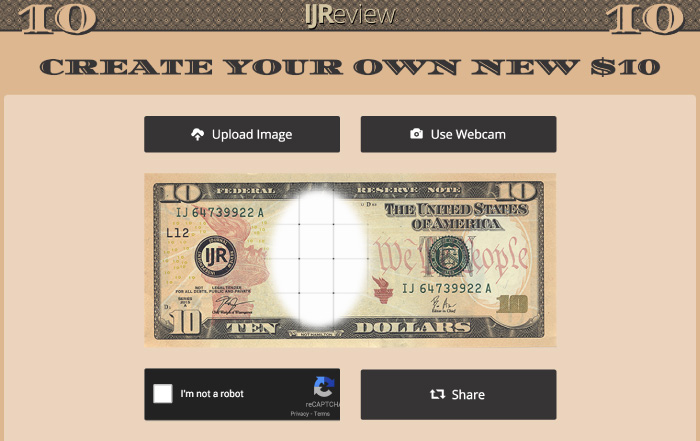 10 IJReview 10
CREATE YOUR OWN NEW $10
Upload Image Use Webcam
10 FEDERAL RESERVE NOTE 10
IJ 64739922 A
THE UNITED STATES
OF AMERICA
L12
IJR
We The People
NOT LEGAL TENDER
FOR ALL DEBTS, PUBLIC AND PRIVATE
IJ 64739922 A
SERIES
10
10 TEN DOLLARS
I'm not a robot
reCAPTCHA
Privacy - Terms
Share